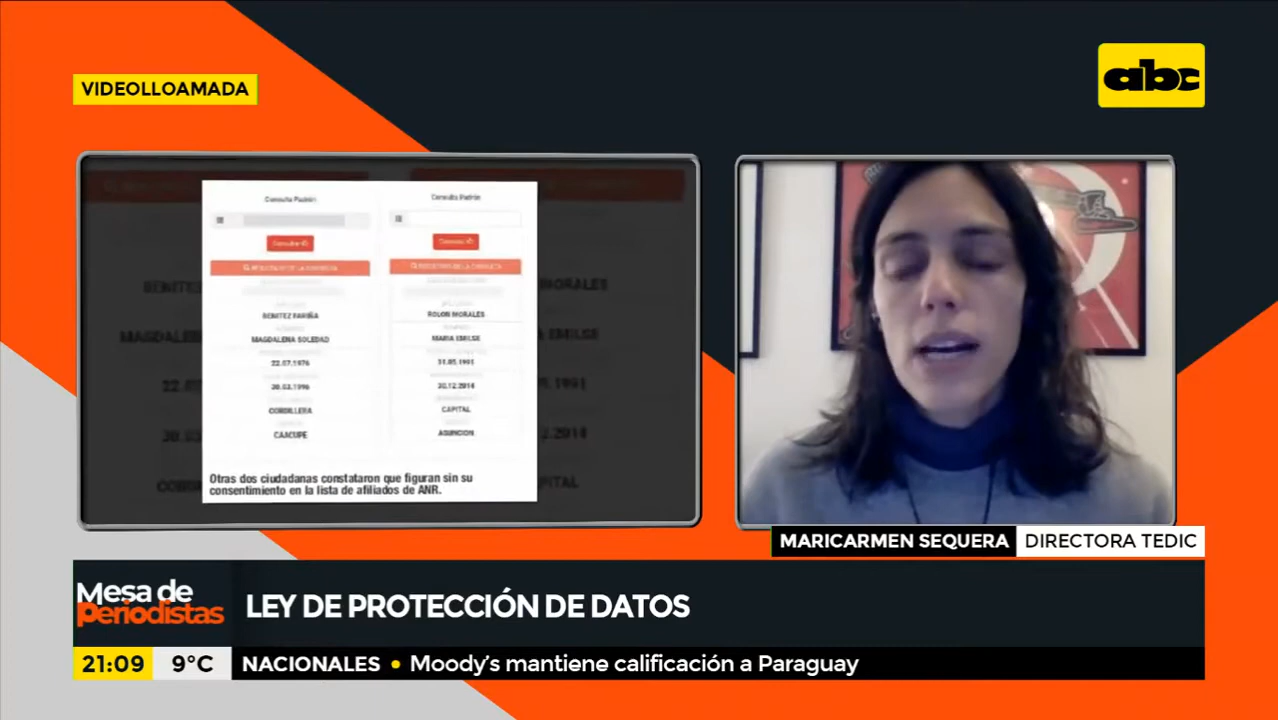 VIDEOLLOAMADA
abc
Consulta Padrón
Consulta Padrón
Consultar
BENITEZ FARIÑA
MAGDALENA SOLEDAD
22.07.1976
30.03.1996
CORDILLERA
CAACUPE
ROLON MORALES
MARIA EMILSE
31.05.1991
30.12.2014
CAPITAL
ASUNCION
Otras dos ciudadanas constataron que figuran sin su
consentimiento en la lista de afiliados de ANR.
MARICARMEN SEQUERA DIRECTORA TEDIC
Mesa de
Periodistas
LEY DE PROTECCIÓN DE DATOS
21:09 9°C NACIONALES • Moody's mantiene calificación a Paraguay